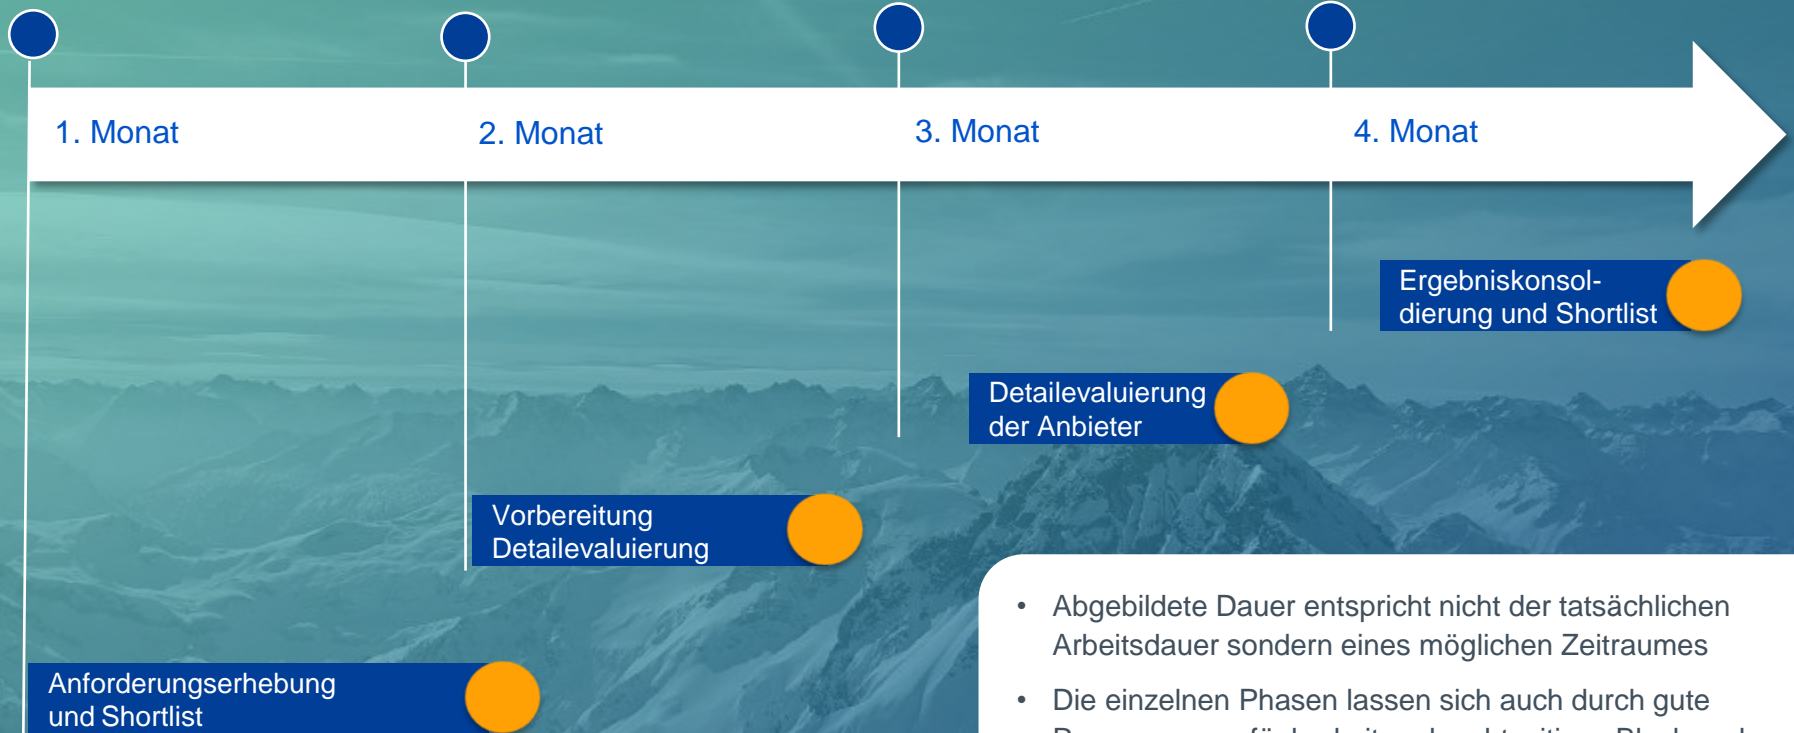 1. Monat
2. Monat
3. Monat
4. Monat
Ergebniskonsol-
dierung und Shortlist
Detailevaluierung
der Anbieter
Vorbereitung
Detailevaluierung
Anforderungserhebung
und Shortlist
• Abgebildete Dauer entspricht nicht der tatsächlichen
Arbeitsdauer sondern eines möglichen Zeitraumes
• Die einzelnen Phasen lassen sich auch durch gute